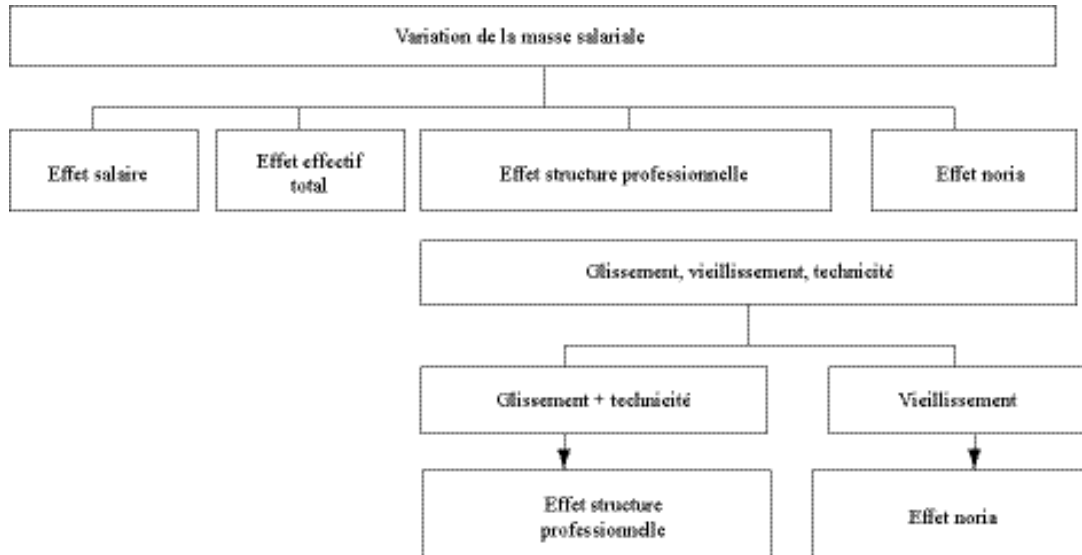 Variation de la masse salariale
Effet salaire
Effet effectif
total
Effet structure professionnelle
Effet noria
Glissement, vieillissement, technicité
Glissement + technicité
Vieillissement
Effet structure
professionnelle
Effet noria